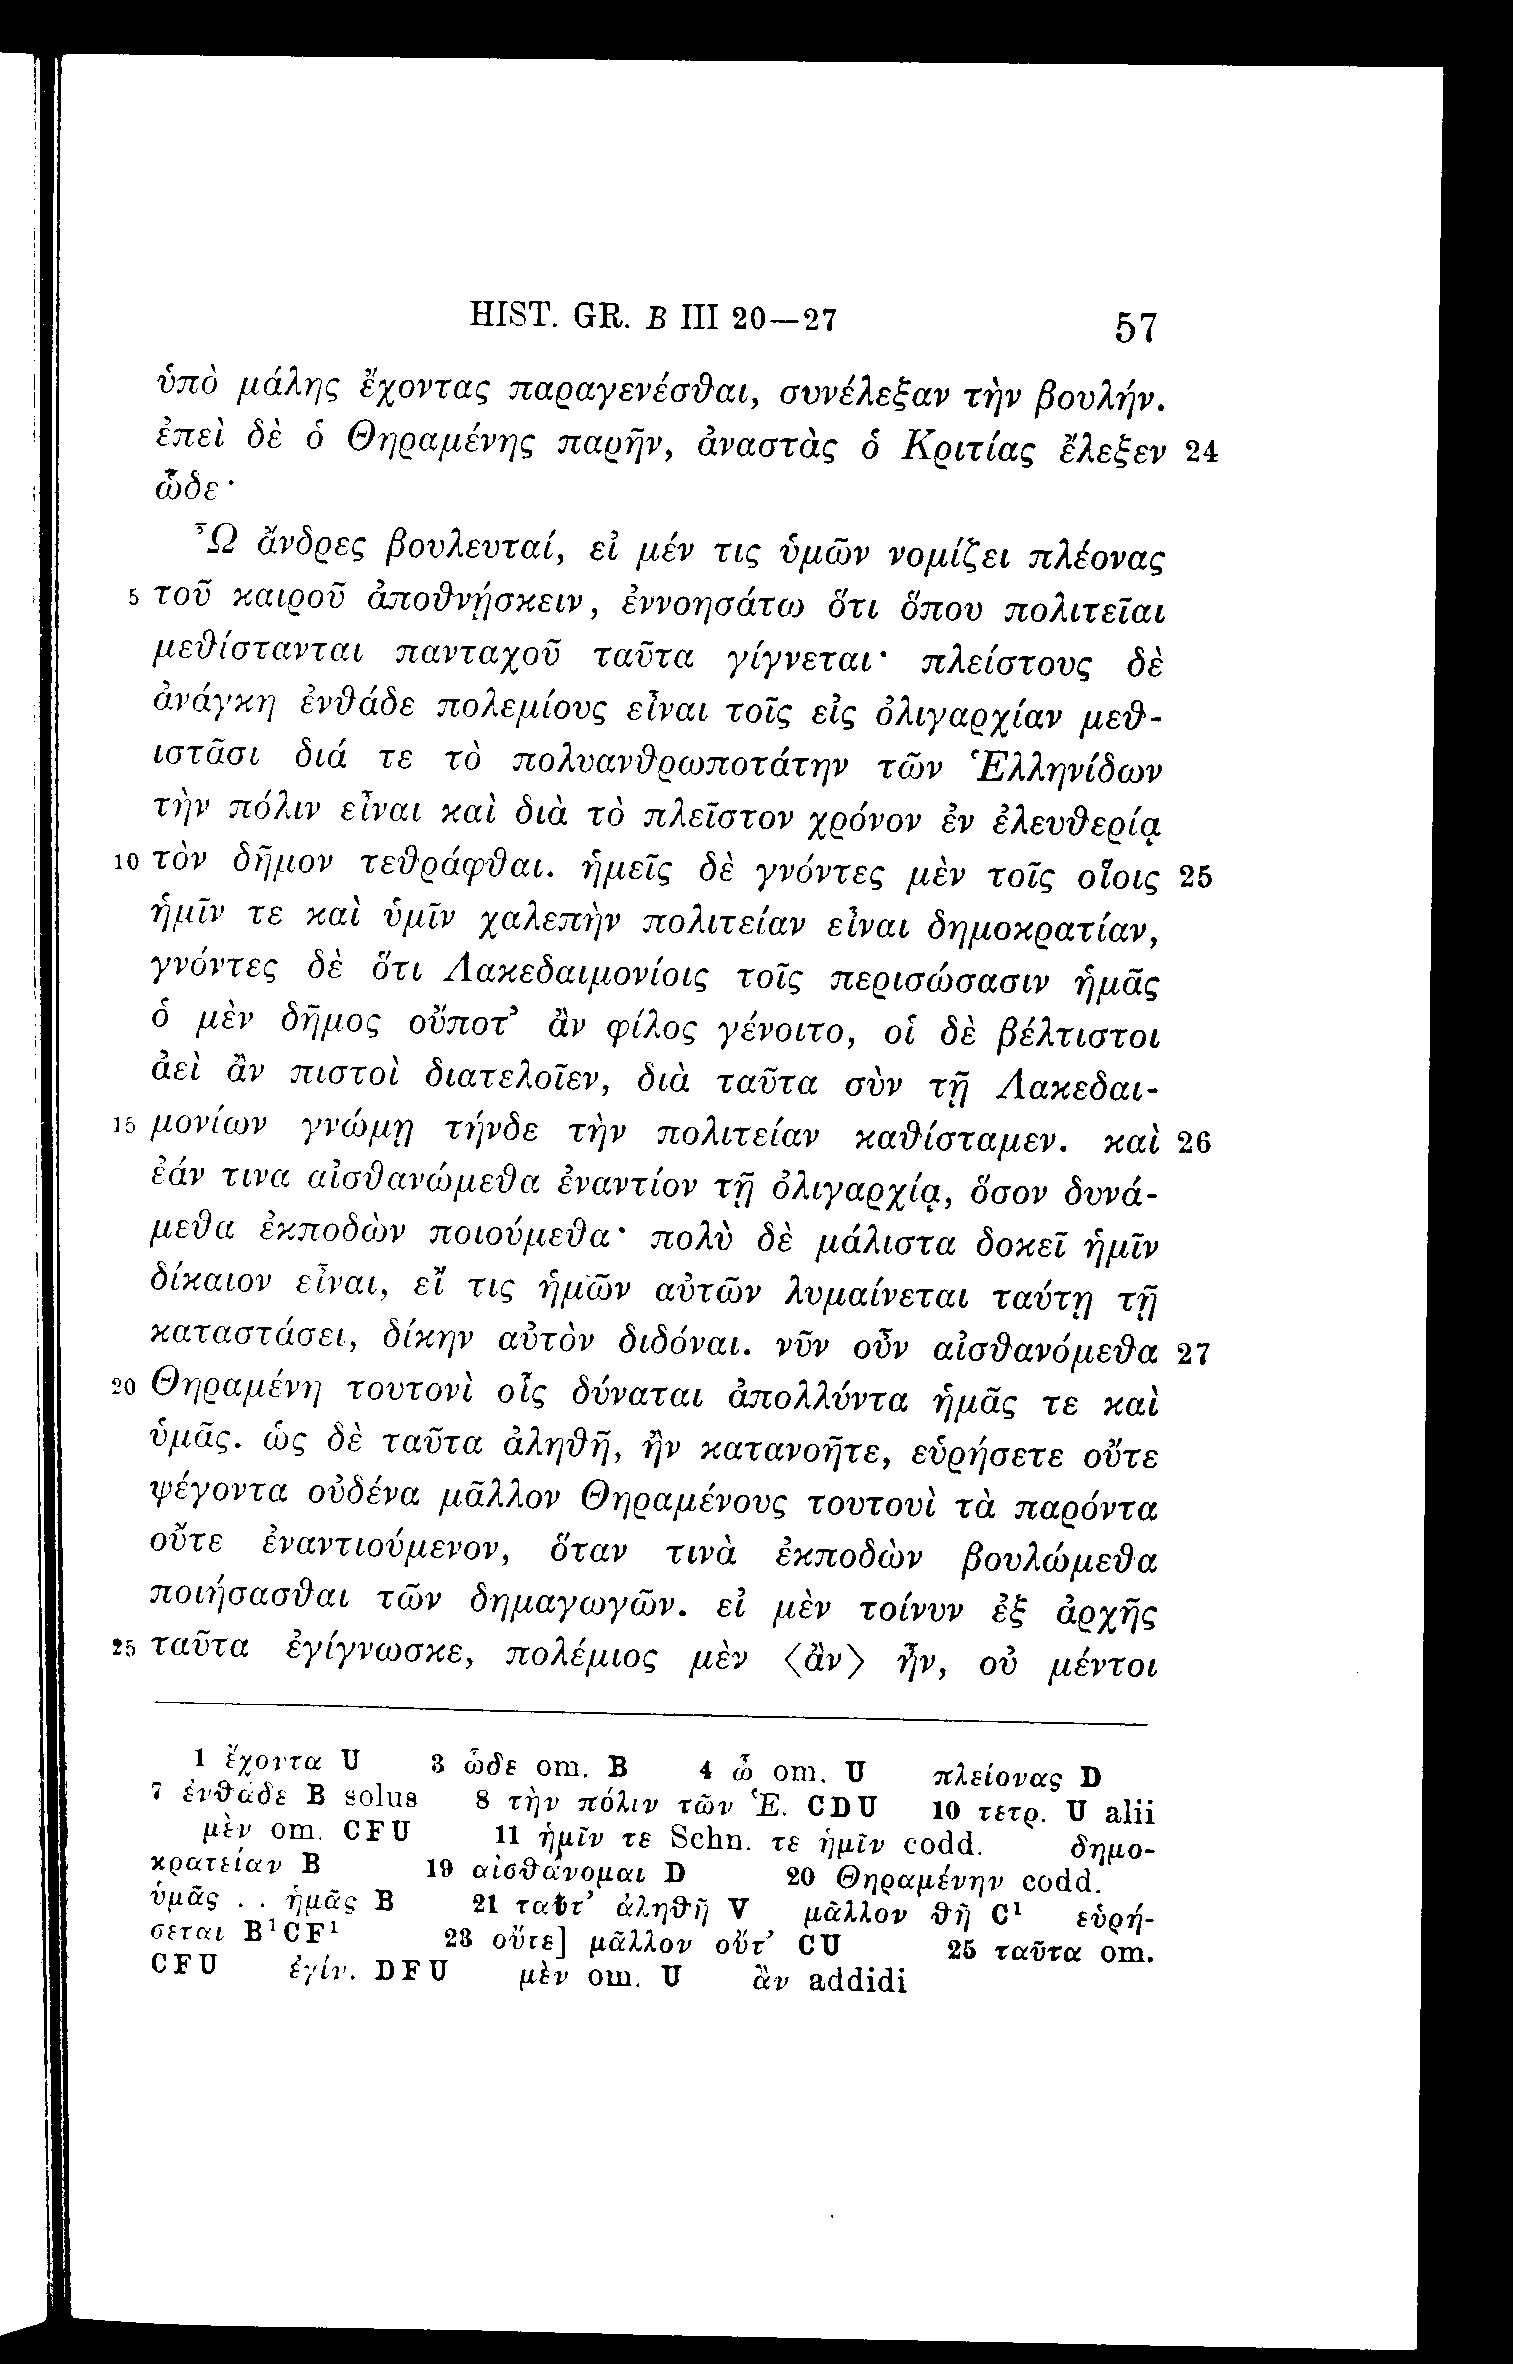 HIST. GR. B III 20—27 57
ὑπὸ μάλης ἔχοντας παραγενέσθαι, συνέλεξαν τὴν βουλήν.
ἐπεὶ δὲ ὁ Θηραμένης παρῆν, ἀναστὰς ὁ Κριτίας ἔλεξεν 24
ὧδε·
Ὦ ἄνδρες βουλευταί, εἰ μέν τις ὑμῶν νομίζει πλέονας
5 τοῦ καιροῦ ἀποθνῄσκειν, ἐννοησάτω ὅτι ὅπου πολιτεῖαι
μεθίστανται πανταχοῦ ταῦτα γίγνεται· πλείστους δὲ
ἀνάγκη ἐνθάδε πολεμίους εἶναι τοῖς εἰς ὀλιγαρχίαν μεθ-
ιστᾶσι διά τε τὸ πολυανθρωποτάτην τῶν Ἑλληνίδων
τὴν πόλιν εἶναι καὶ διὰ τὸ πλεῖστον χρόνον ἐν ἐλευθερίᾳ
10 τὸν δῆμον τεθράφθαι. ἡμεῖς δὲ γνόντες μὲν τοῖς οἵοις 25
ἡμῖν τε καὶ ὑμῖν χαλεπὴν πολιτείαν εἶναι δημοκρατίαν,
γνόντες δὲ ὅτι Λακεδαιμονίοις τοῖς περισώσασιν ἡμᾶς
ὁ μὲν δῆμος οὔποτ’ ἂν φίλος γένοιτο, οἱ δὲ βέλτιστοι
ἀεὶ ἂν πιστοὶ διατελοῖεν, διὰ ταῦτα σὺν τῇ Λακεδαι-
15 μονίων γνώμῃ τήνδε τὴν πολιτείαν καθίσταμεν. καὶ 26
ἐάν τινα αἰσθανώμεθα ἐναντίον τῇ ὀλιγαρχίᾳ, ὅσον δυνά-
μεθα ἐκποδὼν ποιούμεθα· πολὺ δὲ μάλιστα δοκεῖ ἡμῖν
δίκαιον εἶναι, εἴ τις ἡμῶν αὐτῶν λυμαίνεται ταύτῃ τῇ
καταστάσει, δίκην αὐτὸν διδόναι. νῦν οὖν αἰσθανόμεθα 27
20 Θηραμένη τουτονὶ οἷς δύναται ἀπολλύντα ἡμᾶς τε καὶ
ὑμᾶς. ὡς δὲ ταῦτα ἀληθῆ, ἢν κατανοῆτε, εὑρήσετε οὔτε
ψέγοντα οὐδένα μᾶλλον Θηραμένους τουτουὶ τὰ παρόντα
οὔτε ἐναντιούμενον, ὅταν τινὰ ἐκποδὼν βουλώμεθα
ποιήσασθαι τῶν δημαγωγῶν. εἰ μὲν τοίνυν ἐξ ἀρχῆς
25 ταῦτα ἐγίγνωσκε, πολέμιος μὲν ⟨ἂν⟩ ἦν, οὐ μέντοι
1 ἔχοντα U 3 ὧδε om. B 4 ὦ om. U πλείονας D
7 ἐνθάδε B solus 8 τὴν πόλιν τῶν Ἑ. CDU 10 τετρ. U alii
μὲν om. CFU 11 ἡμῖν τε Schn. τε ἡμῖν codd. δημο-
κρατείαν B 19 αἰσθάνομαι D 20 Θηραμένην codd.
ὑμᾶς . . ἡμᾶς B 21 ταῦτ’ ἀληθῆ V μᾶλλον θῆ C¹ εὑρή-
σεται B¹CF¹ 23 οὔτε] μᾶλλον οὔτ’ CU 25 ταῦτα om.
CFU ἐγίν. DFU μὲν om. U ἂν addidi